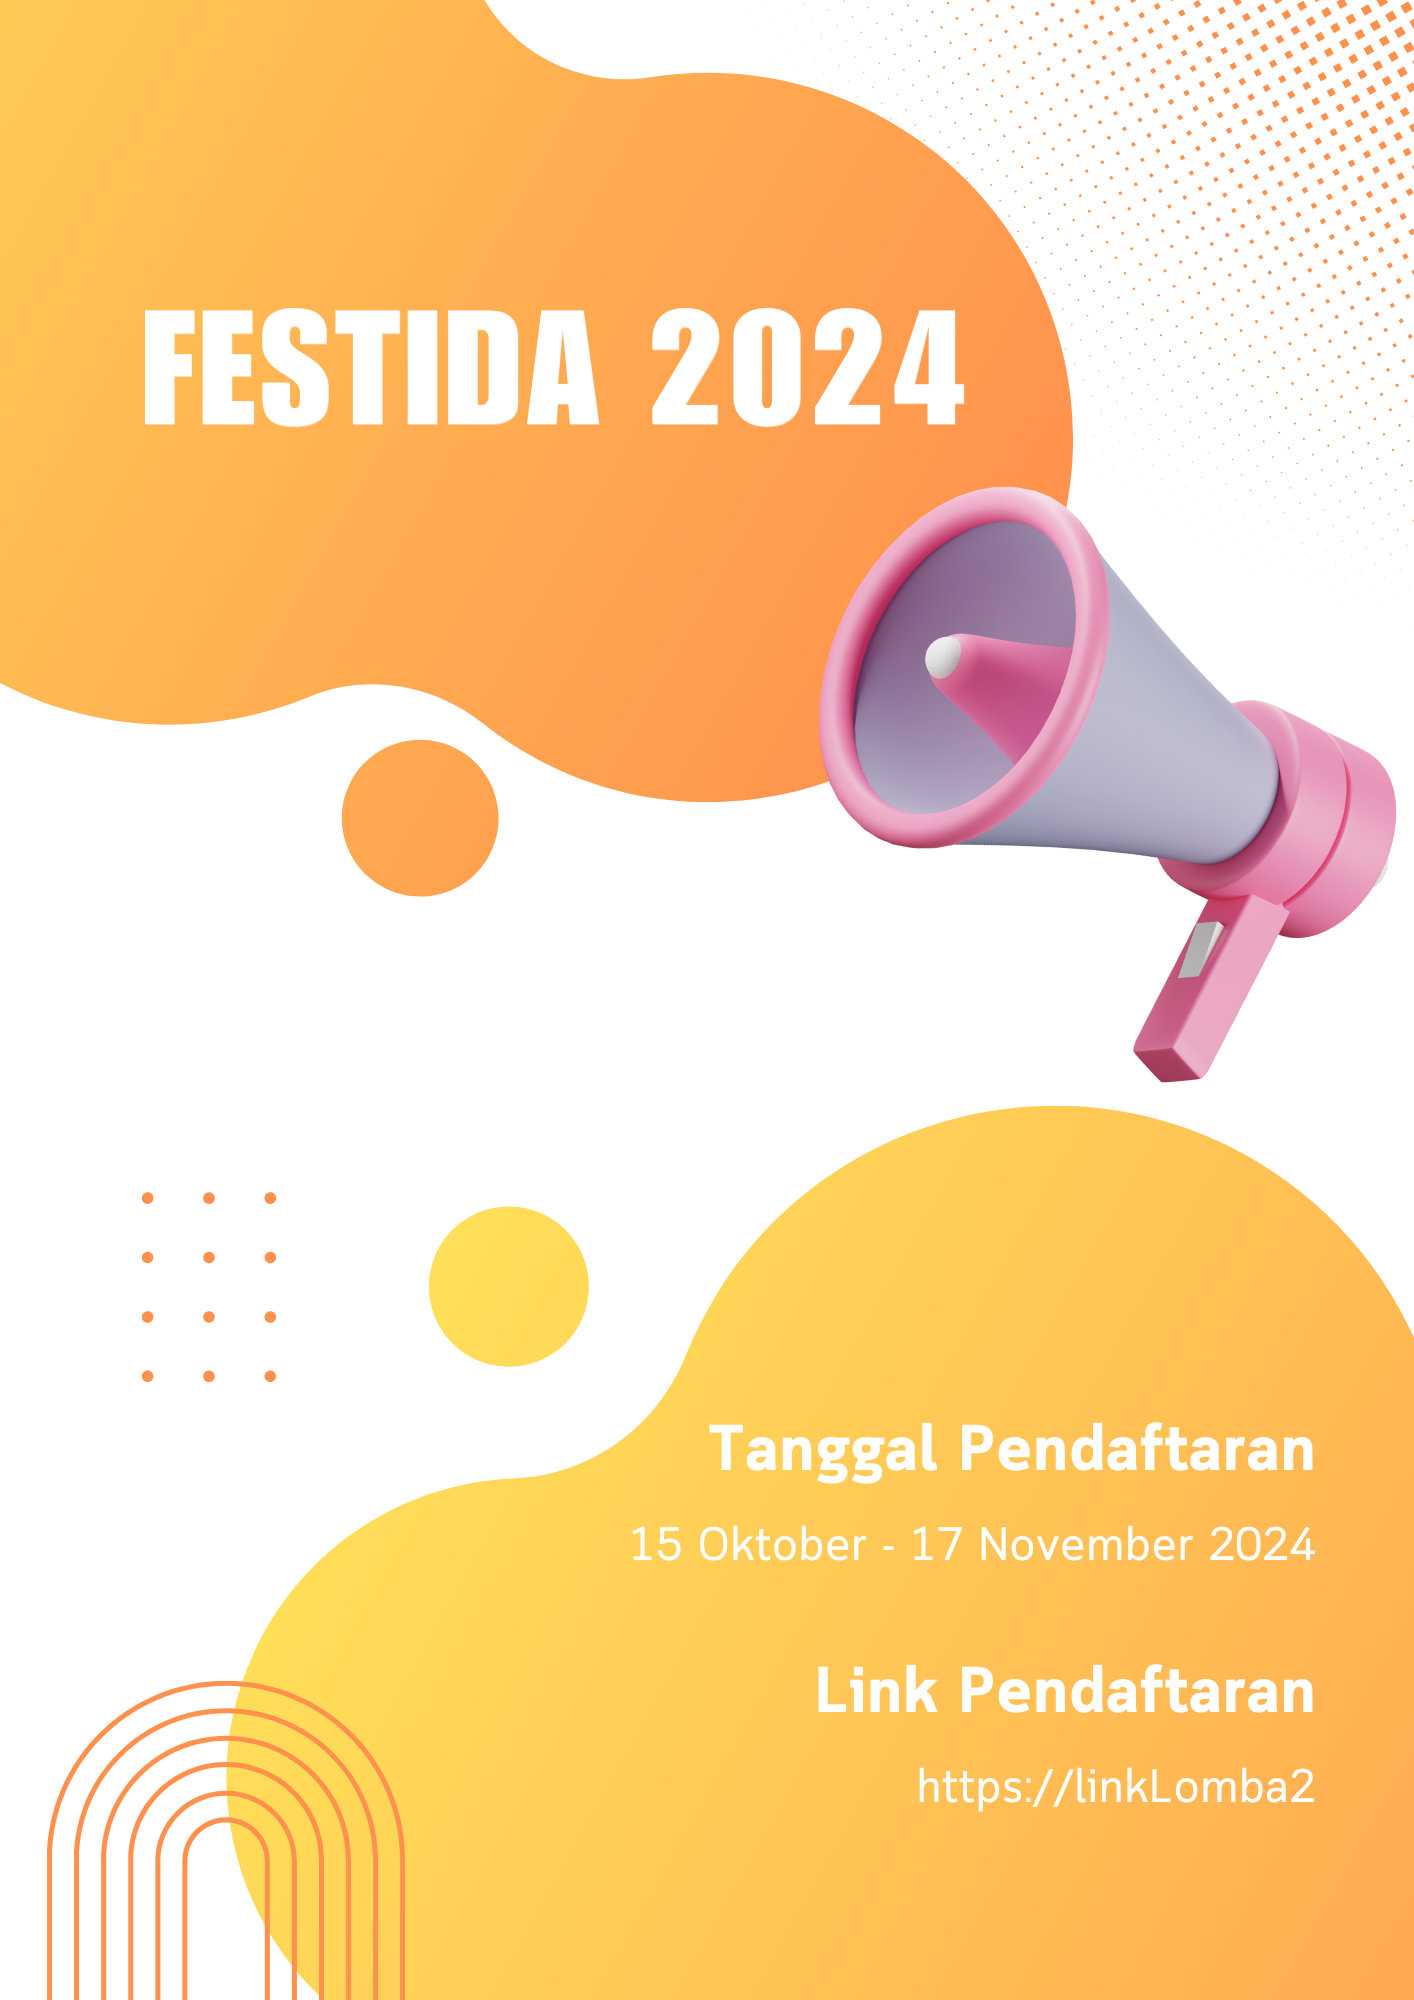 FESTIDA 2024
Tanggal Pendaftaran
15 Oktober - 17 November 2024
Link Pendaftaran
https://linkLomba2